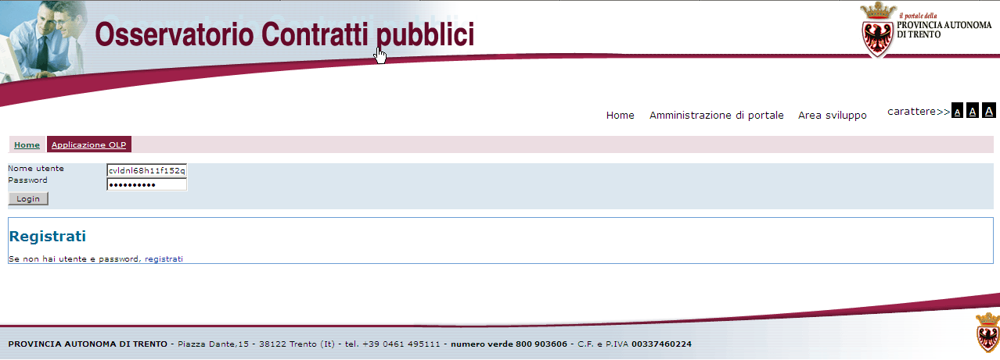 Osservatorio Contratti pubblici
il portale della
PROVINCIA AUTONOMA
DI TRENTO
Home Amministrazione di portale Area sviluppo carattere>> A A A
Home Applicazione OLP
Nome utente cvldnl68h11f152q
Password ••••••••••
Login
Registrati
Se non hai utente e password, registrati
PROVINCIA AUTONOMA DI TRENTO - Piazza Dante,15 - 38122 Trento (It) - tel. +39 0461 495111 - numero verde 800 903606 - C.F. e P.IVA 00337460224